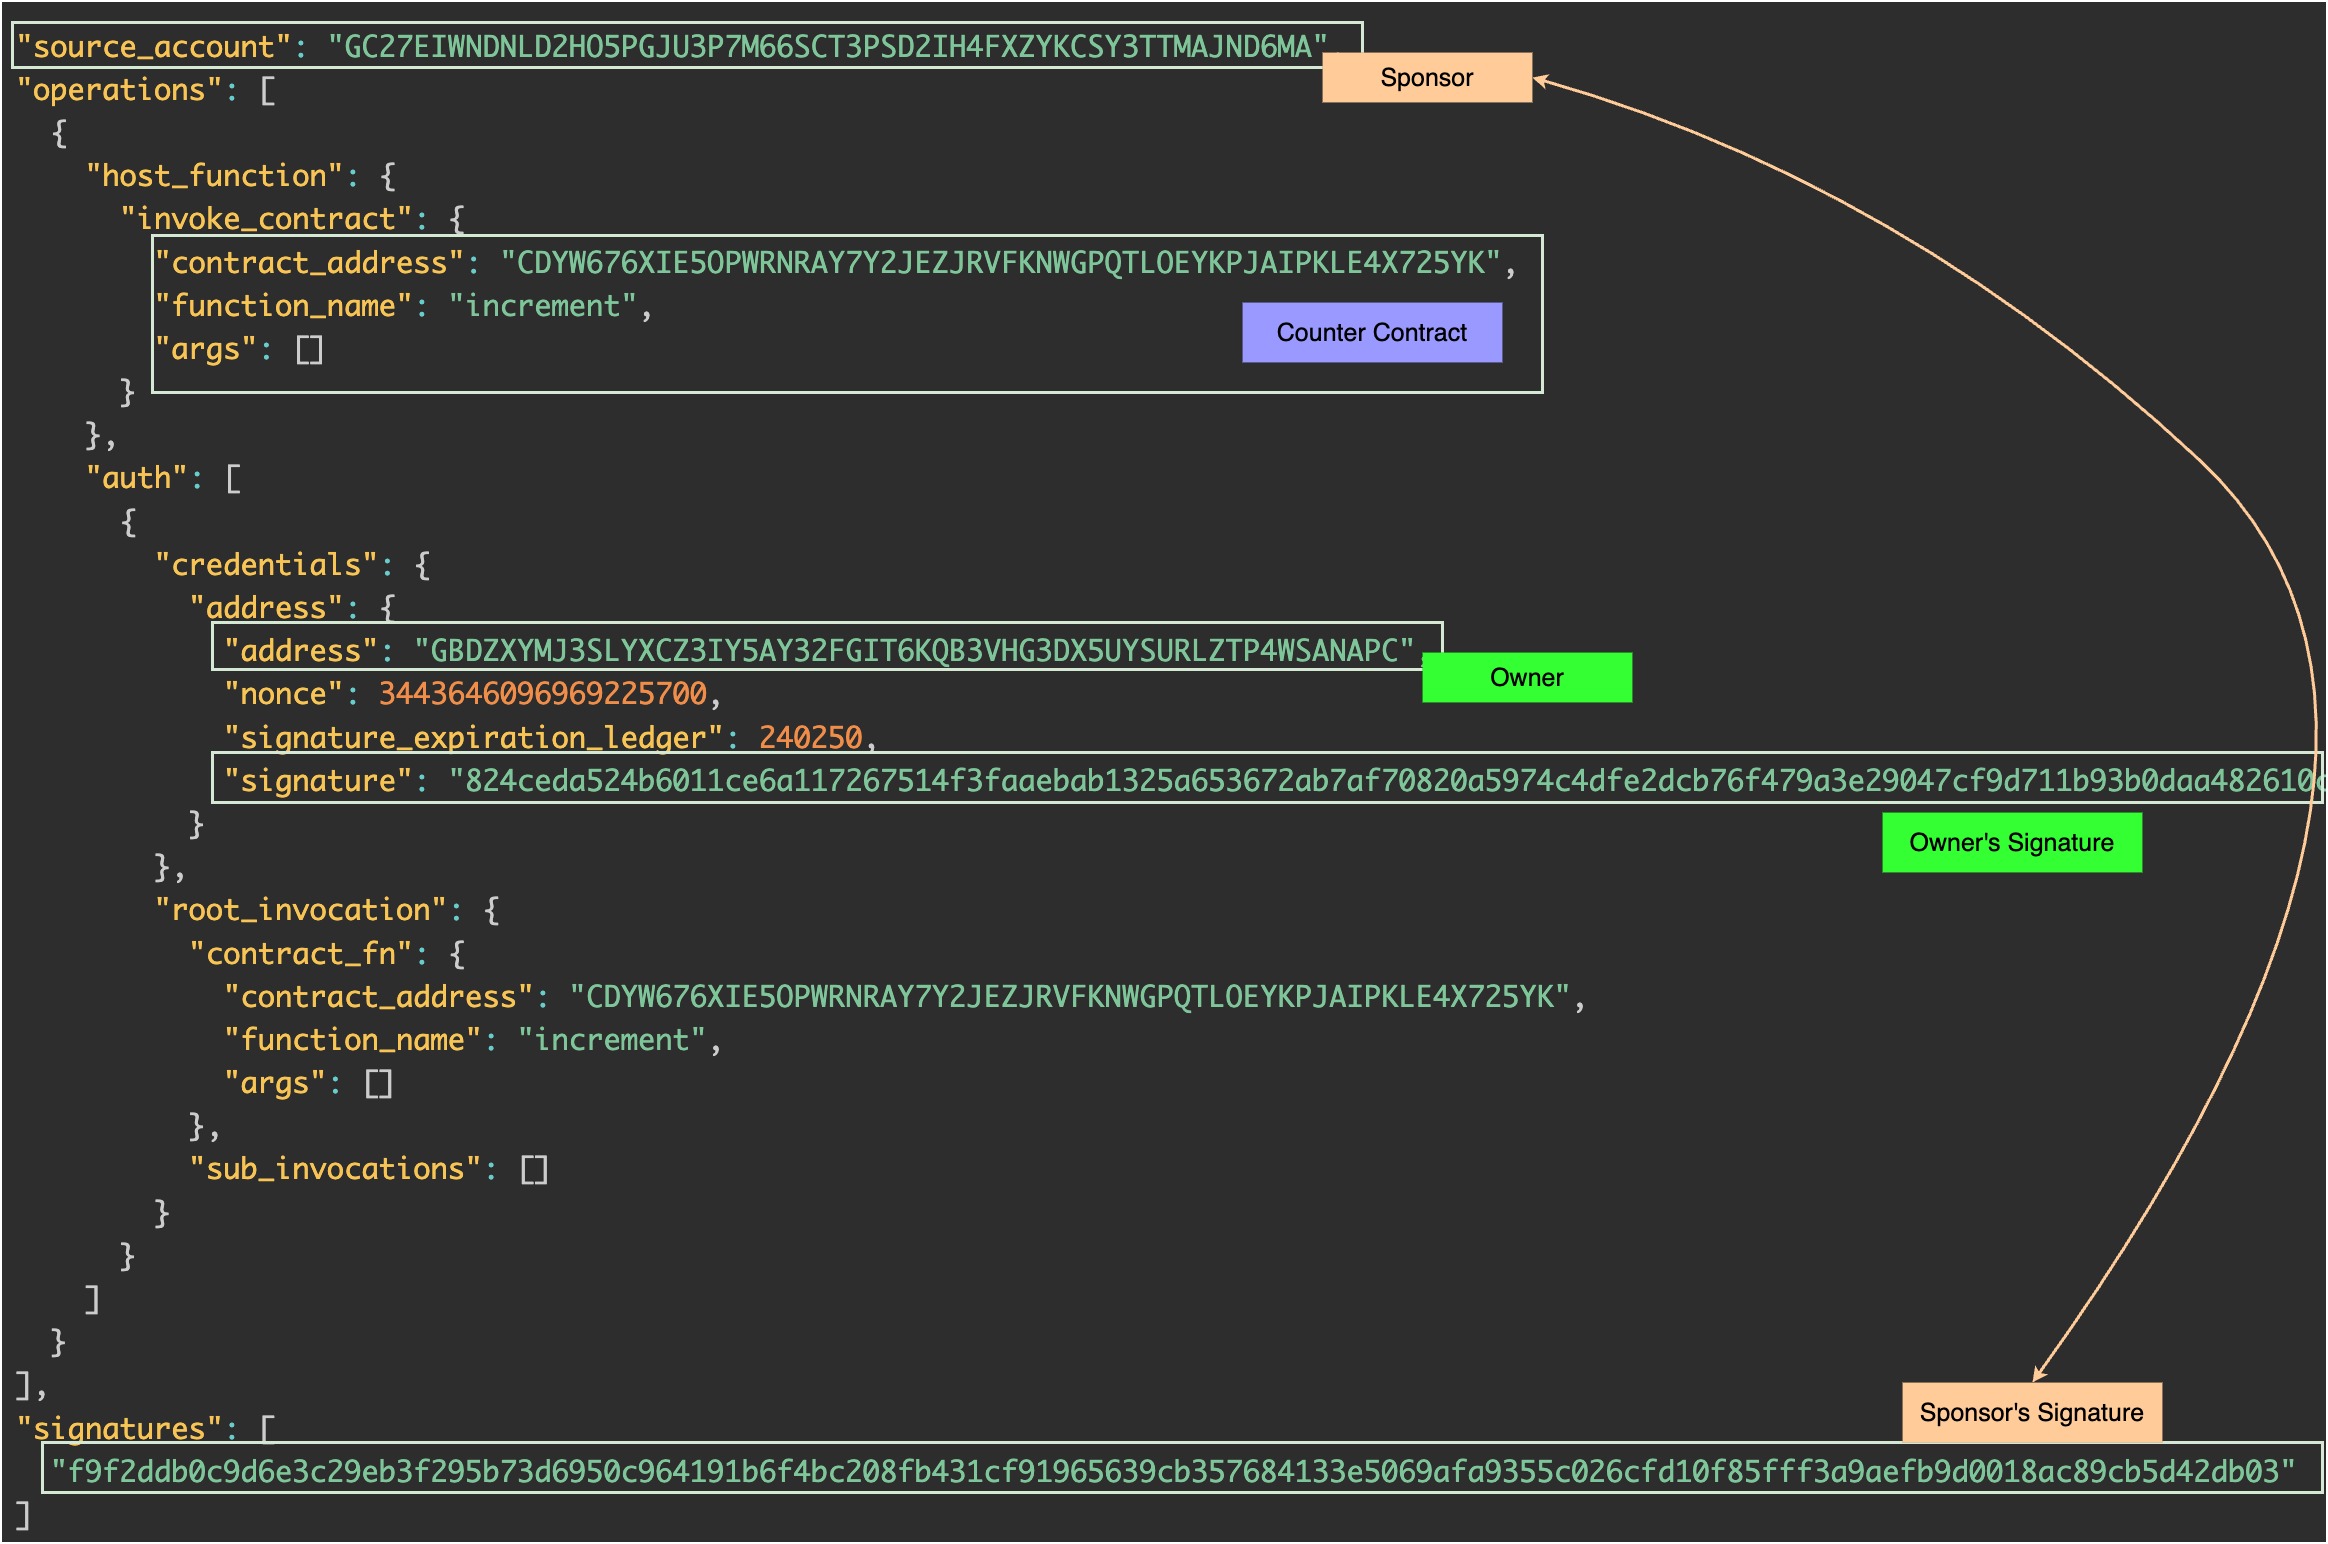 "source_account": "GC27EIWNDNLD2HO5PGJU3P7M66SCT3PSD2IH4FXZYKCSY3TTMAJND6MA"
Sponsor
"operations": [
{
"host_function": {
"invoke_contract": {
"contract_address": "CDYW676XIE5OPWRNRAY7Y2JEZJRVFKNWGPQTLOEYKPJAIPKLE4X725YK",
"function_name": "increment",
Counter Contract
"args": []
}
},
"auth": [
{
"credentials": {
"address": {
"address": "GBDZXYMJ3SLYXCZ3IY5AY32FGIT6KQB3VHG3DX5UYSURLZTP4WSANAPC",
Owner
"nonce": 3443646096969225700,
"signature_expiration_ledger": 240250,
"signature": "824ceda524b6011ce6a117267514f3faaebab1325a653672ab7af70820a5974c4dfe2dcb76f479a3e29047cf9d711b93b0daa482610c
}
Owner's Signature
},
"root_invocation": {
"contract_fn": {
"contract_address": "CDYW676XIE5OPWRNRAY7Y2JEZJRVFKNWGPQTLOEYKPJAIPKLE4X725YK",
"function_name": "increment",
"args": []
},
"sub_invocations": []
}
}
]
}
],
Sponsor's Signature
"signatures": [
"f9f2ddb0c9d6e3c29eb3f295b73d6950c964191b6f4bc208fb431cf91965639cb357684133e5069afa9355c026cfd10f85fff3a9aefb9d0018ac89cb5d42db03"
]